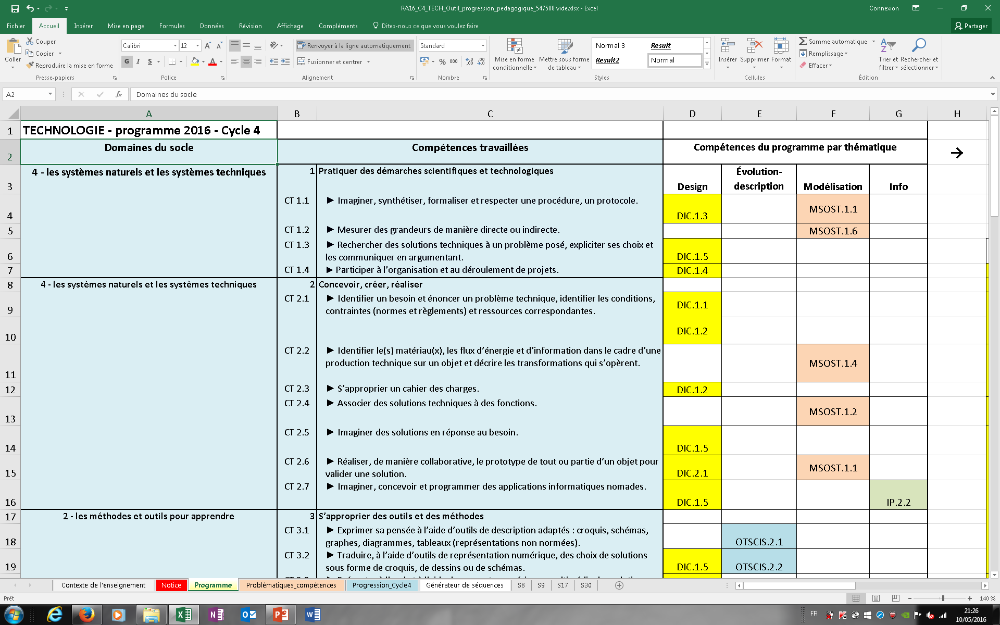 RA16_C4_TECH_Outil_progression_pedagogique_547508 vide.xlsx - Excel
Connexion
Fichier Accueil Insérer Mise en page Formules Données Révision Affichage Compléments Dites-nous ce que vous voulez faire Partager
Coller
Couper
Copier
Reproduire la mise en forme
Presse-papiers
Calibri 12
G I S
Police
Renvoyer à la ligne automatiquement
Fusionner et centrer
Alignement
Standard
% 000
Nombre
Mise en forme conditionnelle
Mettre sous forme de tableau
Normal 3 Result
Result2 Normal
Styles
Insérer Supprimer Format
Cellules
Somme automatique
Remplissage
Effacer
Trier et filtrer
Rechercher et sélectionner
Édition
A2 fx Domaines du socle
A B C D E F G H
1 TECHNOLOGIE - programme 2016 - Cycle 4
2 Domaines du socle Compétences travaillées Compétences du programme par thématique →
3 4 - les systèmes naturels et les systèmes techniques 1 Pratiquer des démarches scientifiques et technologiques Design Évolution-description Modélisation Info
4 CT 1.1 ► Imaginer, synthétiser, formaliser et respecter une procédure, un protocole. DIC.1.3 MSOST.1.1
5 CT 1.2 ► Mesurer des grandeurs de manière directe ou indirecte. MSOST.1.6
6 CT 1.3 ► Rechercher des solutions techniques à un problème posé, expliciter ses choix et
les communiquer en argumentant. DIC.1.5
7 CT 1.4 ► Participer à l’organisation et au déroulement de projets. DIC.1.4
8 4 - les systèmes naturels et les systèmes techniques 2 Concevoir, créer, réaliser
9 CT 2.1 ► Identifier un besoin et énoncer un problème technique, identifier les conditions,
contraintes (normes et règlements) et ressources correspondantes. DIC.1.1
10 DIC.1.2
11 CT 2.2 ► Identifier le(s) matériau(x), les flux d’énergie et d’information dans le cadre d’une
production technique sur un objet et décrire les transformations qui s’opèrent. MSOST.1.4
12 CT 2.3 ► S’approprier un cahier des charges. DIC.1.2
13 CT 2.4 ► Associer des solutions techniques à des fonctions. MSOST.1.2
14 CT 2.5 ► Imaginer des solutions en réponse au besoin. DIC.1.5
15 CT 2.6 ► Réaliser, de manière collaborative, le prototype de tout ou partie d’un objet pour
valider une solution. DIC.2.1 MSOST.1.1
16 CT 2.7 ► Imaginer, concevoir et programmer des applications informatiques nomades. DIC.1.5 IP.2.2
17 2 - les méthodes et outils pour apprendre 3 S’approprier des outils et des méthodes
18 CT 3.1 ► Exprimer sa pensée à l’aide d’outils de description adaptés : croquis, schémas,
graphes, diagrammes, tableaux (représentations non normées). OTSCIS.2.1
19 CT 3.2 ► Traduire, à l’aide d’outils de représentation numérique, des choix de solutions
sous forme de croquis, de dessins ou de schémas. DIC.1.5 OTSCIS.2.2
Contexte de l'enseignement Notice Programme Problématiques_compétences Progression_Cycle4 Générateur de séquences S8 S9 S17 S30
Prêt 140 %
FR 21:26
10/05/2016